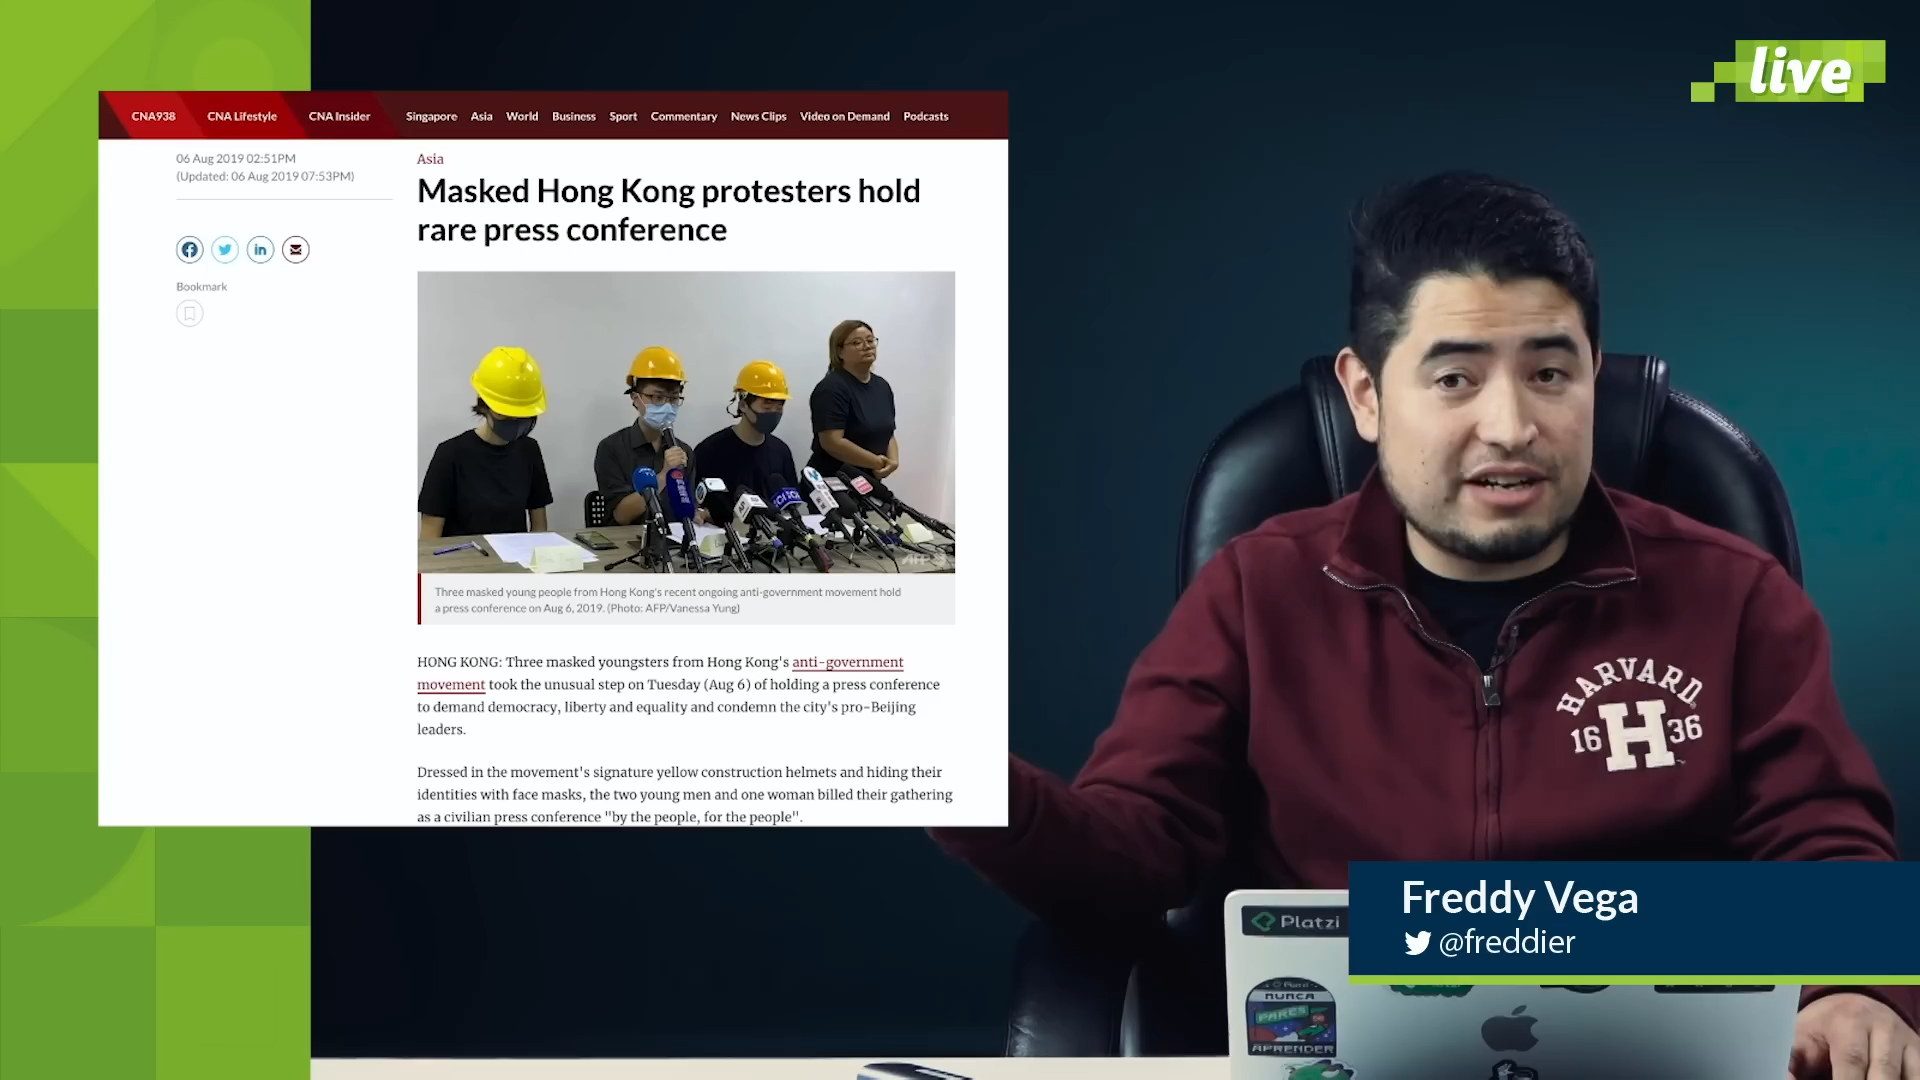 live
CNA938 CNA Lifestyle CNA Insider Singapore Asia World Business Sport Commentary News Clips Video on Demand Podcasts
06 Aug 2019 02:51PM
(Updated: 06 Aug 2019 07:53PM)
Bookmark
Asia
Masked Hong Kong protesters hold
rare press conference
AFP
Three masked young people from Hong Kong's recent ongoing anti-government movement hold
a press conference on Aug 6, 2019. (Photo: AFP/Vanessa Yung)
HONG KONG: Three masked youngsters from Hong Kong's anti-government
movement took the unusual step on Tuesday (Aug 6) of holding a press conference
to demand democracy, liberty and equality and condemn the city's pro-Beijing
leaders.
Dressed in the movement's signature yellow construction helmets and hiding their
identities with face masks, the two young men and one woman billed their gathering
as a civilian press conference "by the people, for the people".
HARVARD
16 H 36
Freddy Vega
@freddier
Platzi
NUNCA
PARES
DE
APRENDER